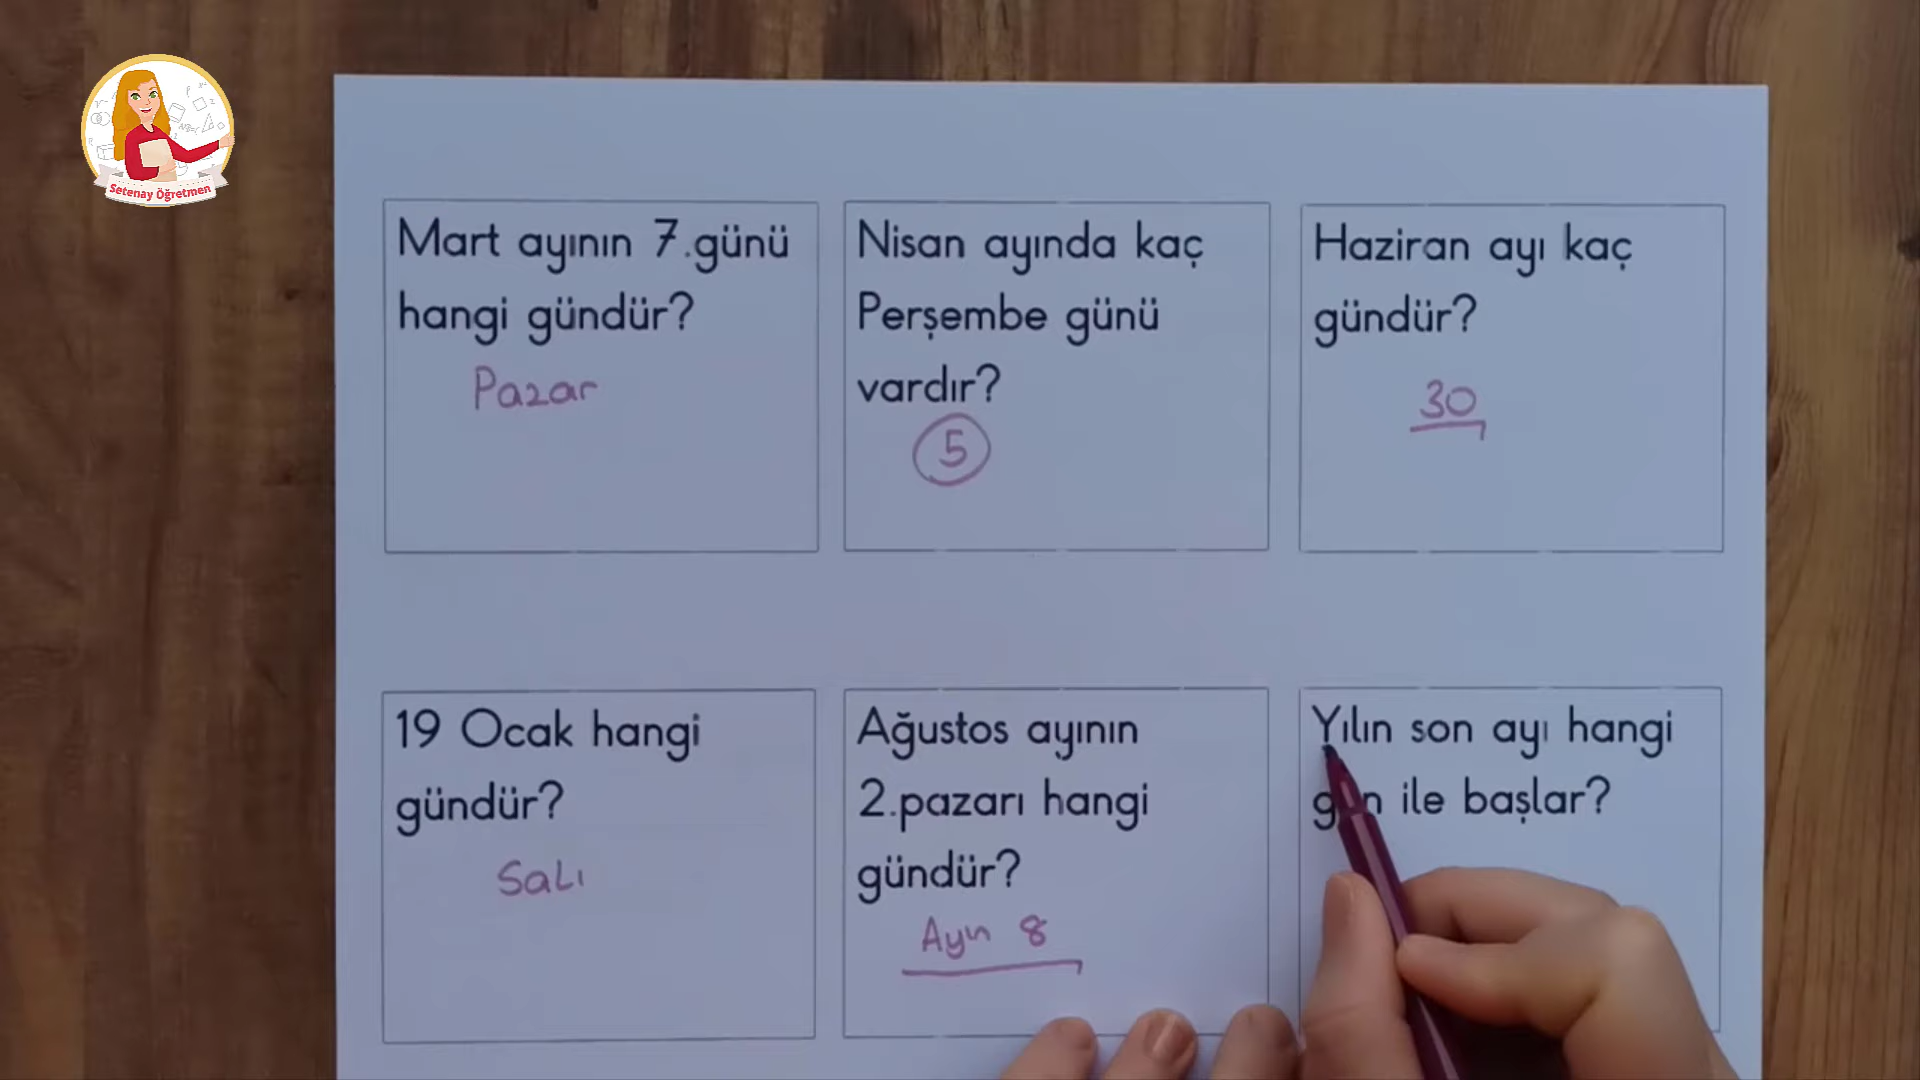 Setenay Öğretmen
Mart ayının 7.günü
hangi gündür?
Pazar
Nisan ayında kaç
Perşembe günü
vardır?
5
Haziran ayı kaç
gündür?
30
19 Ocak hangi
gündür?
Salı
Ağustos ayının
2.pazarı hangi
gündür?
Ayın 8
Yılın son ayı hangi
gün ile başlar?